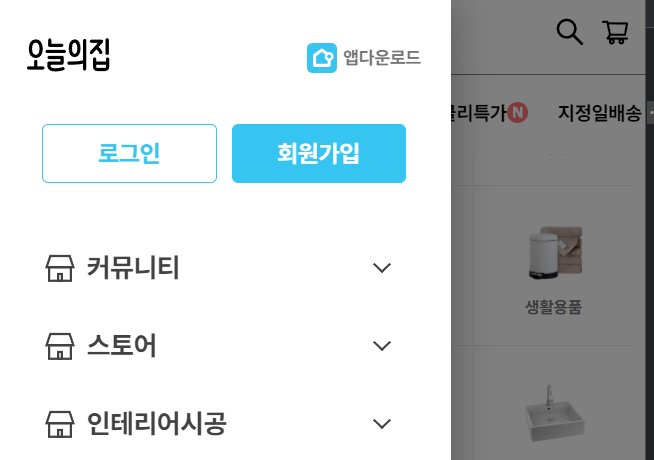 오늘의집
앱다운로드
로그인
회원가입
커뮤니티
스토어
인테리어시공
특가 N
지정일배송
생활용품